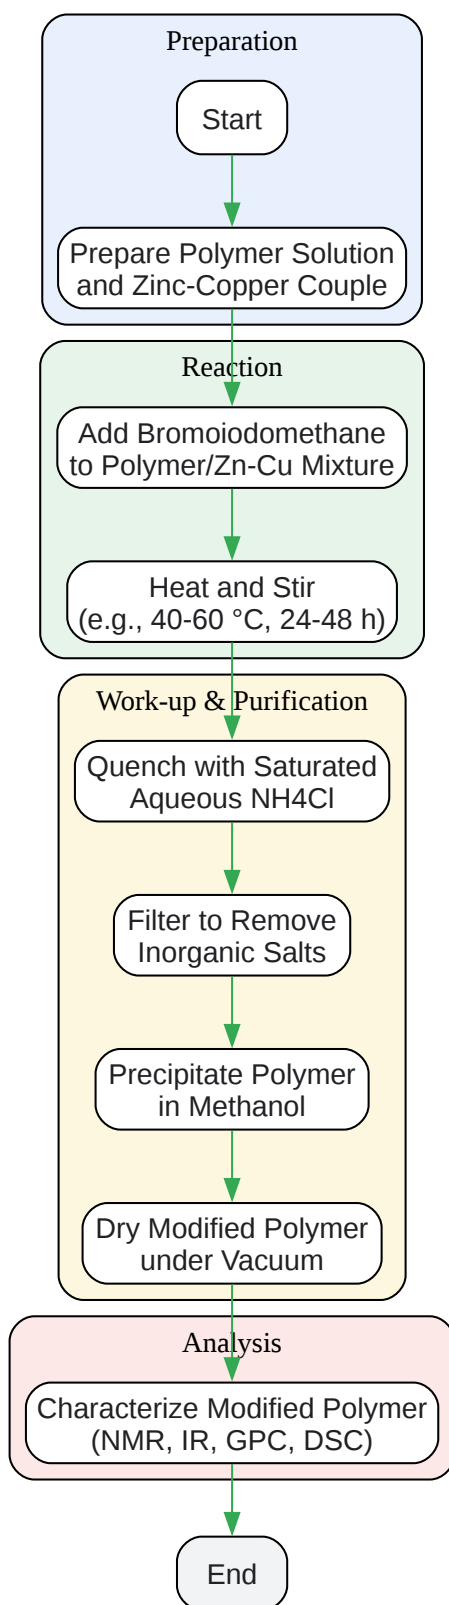 Preparation
Start
Prepare Polymer Solution
and Zinc-Copper Couple
Reaction
Add Bromoiodomethane
to Polymer/Zn-Cu Mixture
Heat and Stir
(e.g., 40-60 °C, 24-48 h)
Work-up & Purification
Quench with Saturated
Aqueous NH4Cl
Filter to Remove
Inorganic Salts
Precipitate Polymer
in Methanol
Dry Modified Polymer
under Vacuum
Analysis
Characterize Modified Polymer
(NMR, IR, GPC, DSC)
End